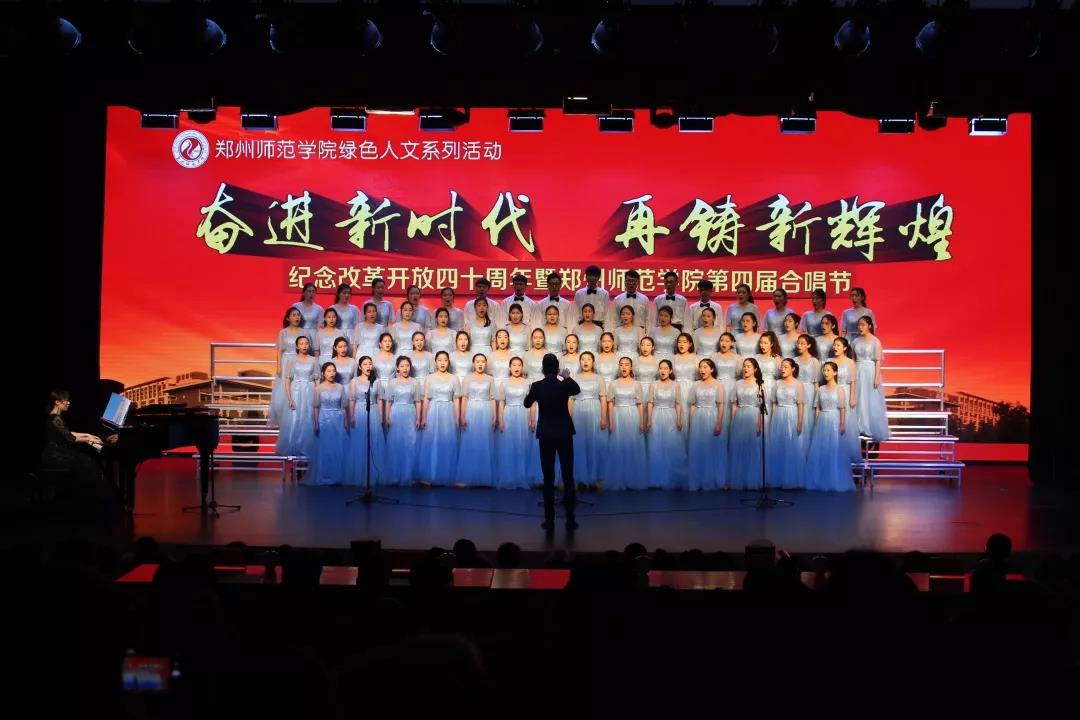 郑州师范学院绿色人文系列活动
奋进新时代 再铸新辉煌
纪念改革开放四十周年暨郑州师范学院第四届合唱节